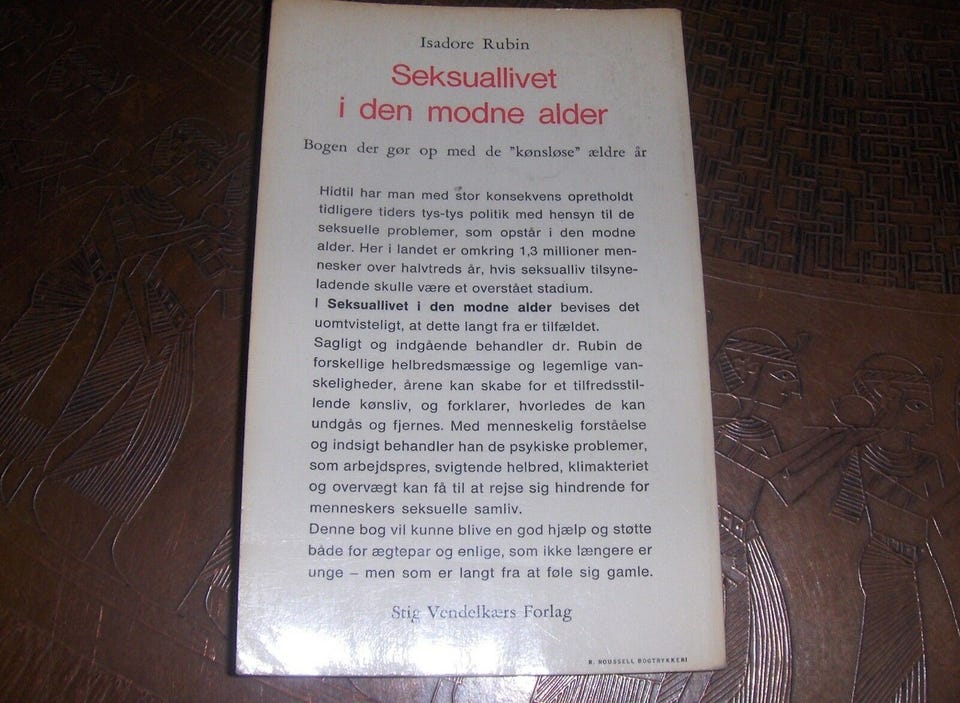 Isadore Rubin
Seksuallivet
i den modne alder
Bogen der gør op med de "kønsløse" ældre år
Hidtil har man med stor konsekvens opretholdt
tidligere tiders tys-tys politik med hensyn til de
seksuelle problemer, som opstår i den modne
alder. Her i landet er omkring 1,3 millioner men-
nesker over halvtreds år, hvis seksualliv tilsyne-
ladende skulle være et overstået stadium.
I Seksuallivet i den modne alder bevises det
uomtvisteligt, at dette langt fra er tilfældet.
Sagligt og indgående behandler dr. Rubin de
forskellige helbredsmæssige og legemlige van-
skeligheder, årene kan skabe for et tilfredsstil-
lende kønsliv, og forklarer, hvorledes de kan
undgås og fjernes. Med menneskelig forståelse
og indsigt behandler han de psykiske problemer,
som arbejdspres, svigtende helbred, klimakteriet
og overvægt kan få til at rejse sig hindrende for
menneskers seksuelle samliv.
Denne bog vil kunne blive en god hjælp og støtte
både for ægtepar og enlige, som ikke længere er
unge – men som er langt fra at føle sig gamle.
Stig Vendelkærs Forlag
R. ROUSSELL BOGTRYKKERI